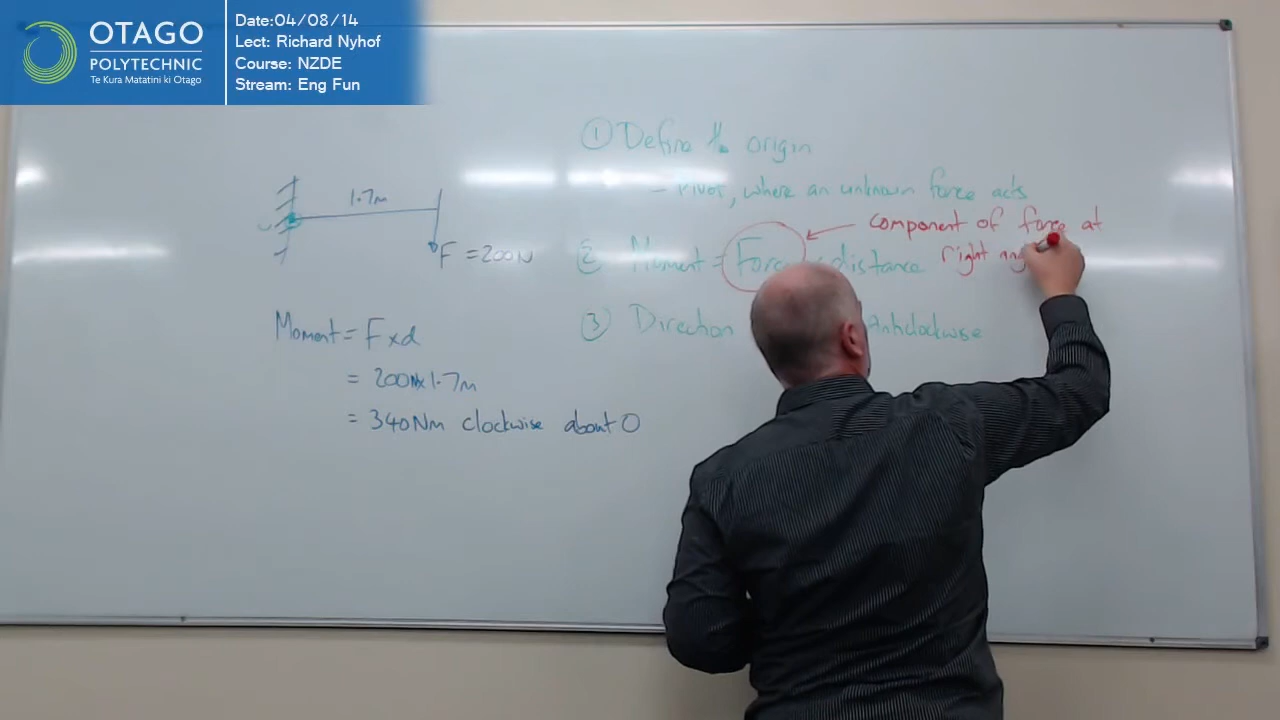 OTAGO
POLYTECHNIC
Te Kura Matatini ki Otago
Date:04/08/14
Lect: Richard Nyhof
Course: NZDE
Stream: Eng Fun
① Define the origin
- Pivot, where an unknown force acts
component of force at
right ang
② Moment = Force distance
③ Direction Anticlockwise
1.7m
F = 200N
Moment = F x d
= 200N x 1.7m
= 340Nm clockwise about O